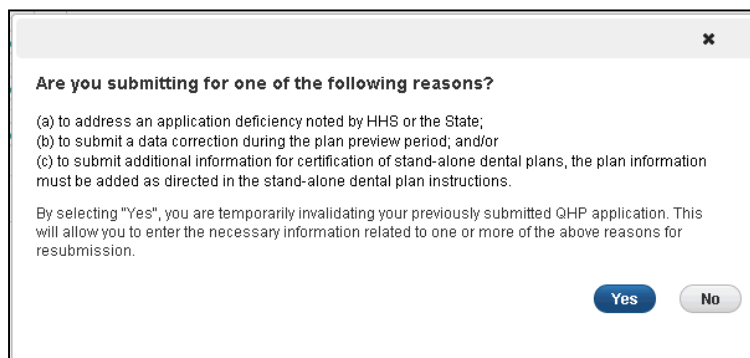 Are you submitting for one of the following reasons?
(a) to address an application deficiency noted by HHS or the State;
(b) to submit a data correction during the plan preview period; and/or
(c) to submit additional information for certification of stand-alone dental plans, the plan information
must be added as directed in the stand-alone dental plan instructions.
By selecting "Yes", you are temporarily invalidating your previously submitted QHP application. This
will allow you to enter the necessary information related to one or more of the above reasons for
resubmission.
Yes No